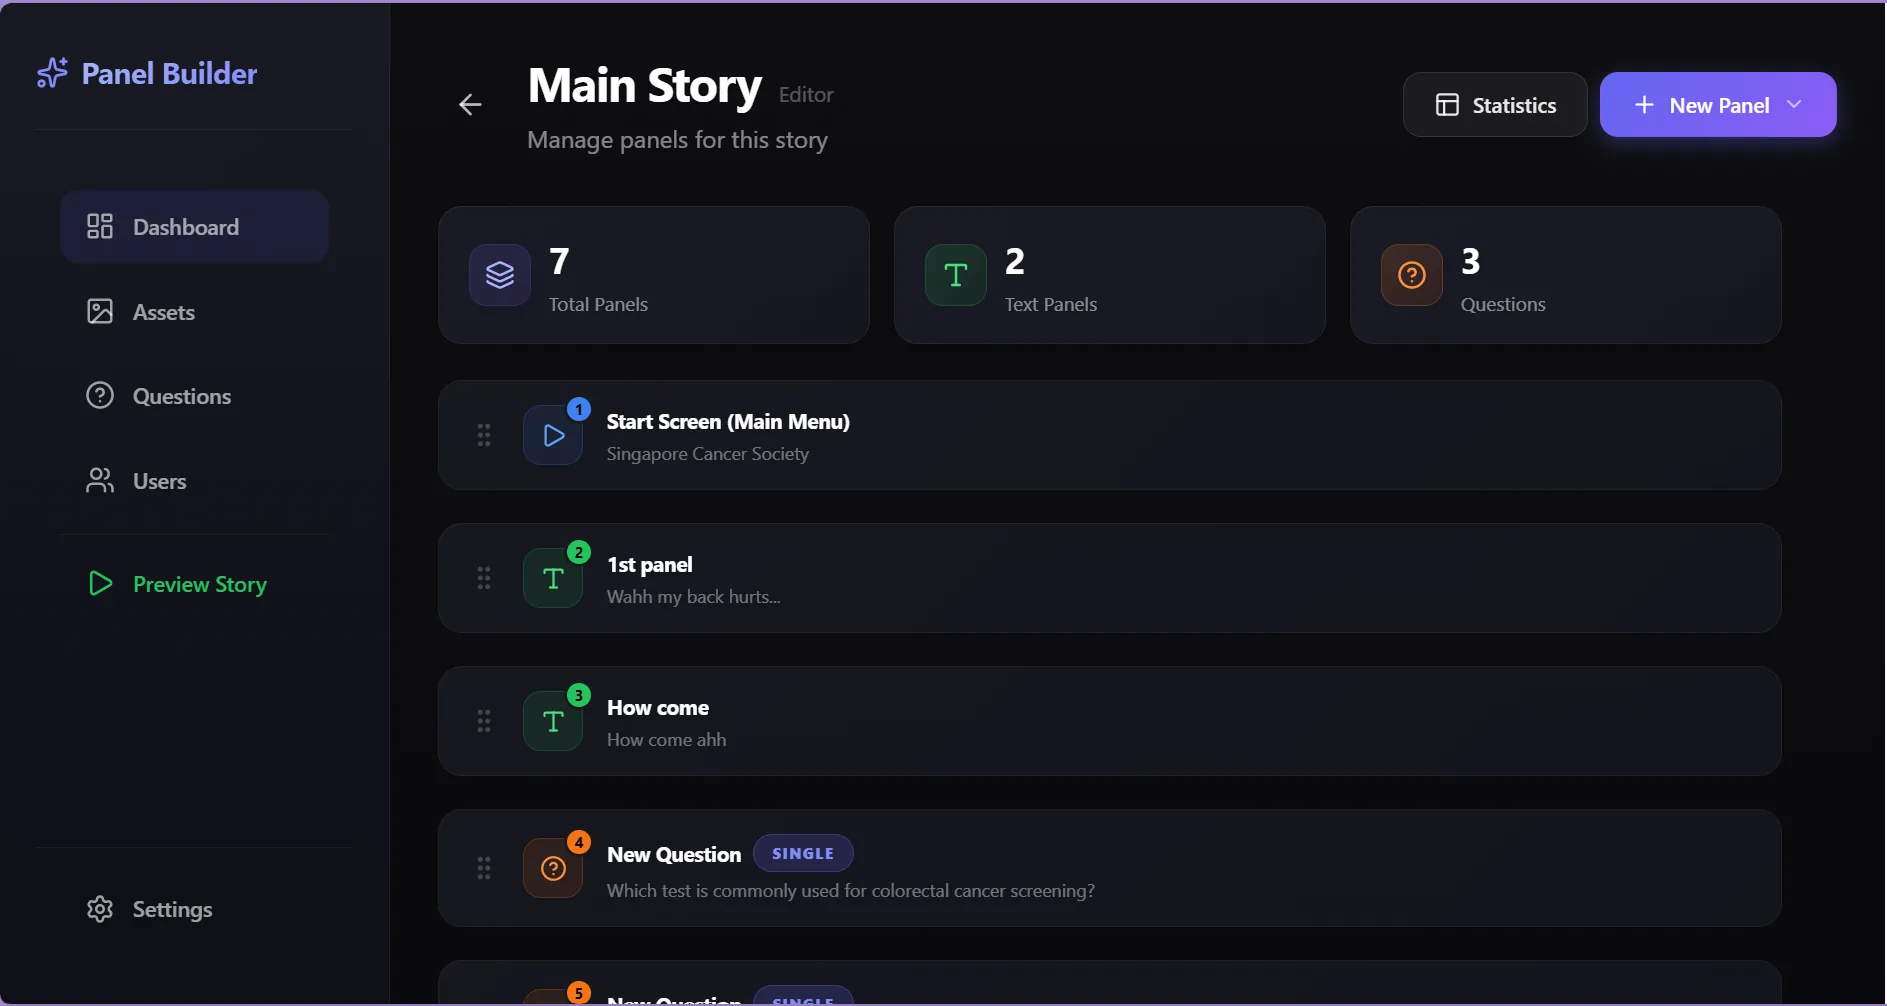 Panel Builder
Dashboard
Assets
Questions
Users
Preview Story
Settings
Main Story Editor
Manage panels for this story
Statistics
New Panel
7
Total Panels
2
Text Panels
3
Questions
1
Start Screen (Main Menu)
Singapore Cancer Society
2
1st panel
Wahh my back hurts...
3
How come
How come ahh
4
New Question SINGLE
Which test is commonly used for colorectal cancer screening?
5
New Question SINGLE